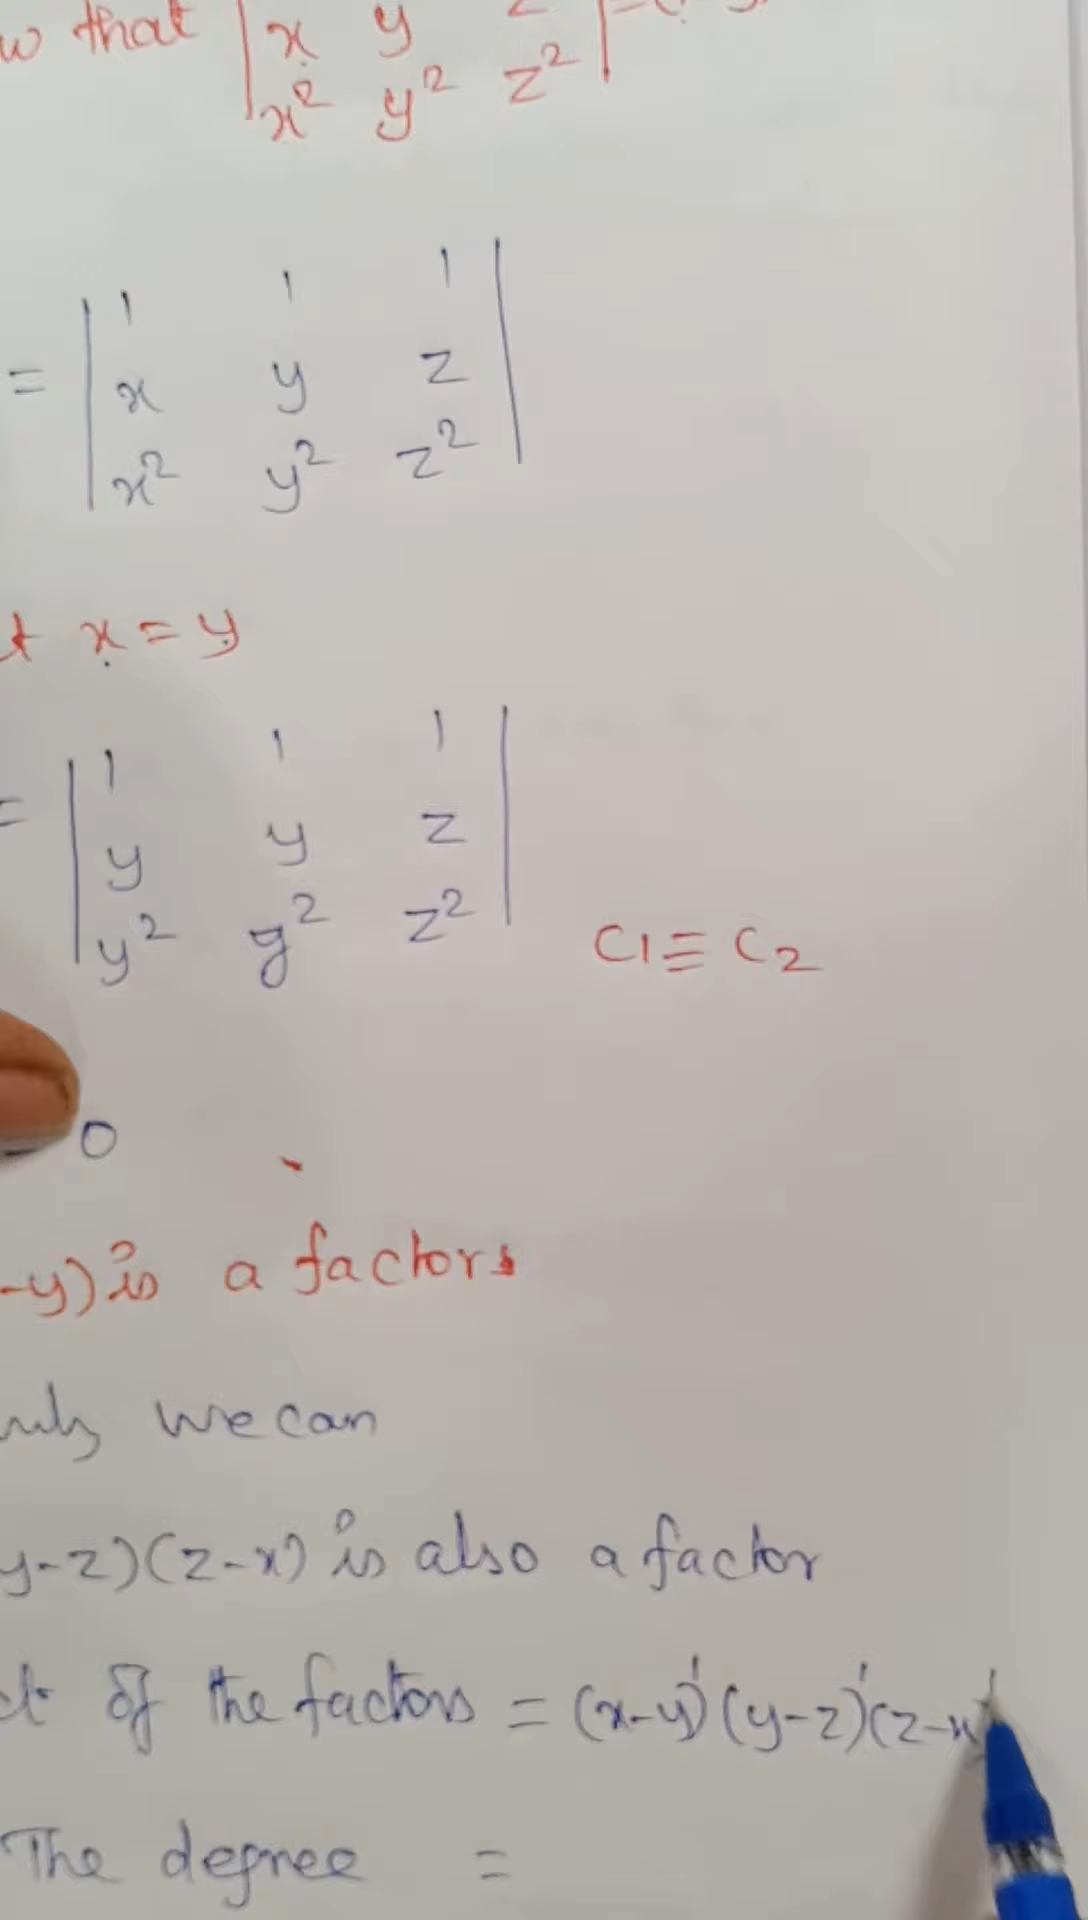 that | x y z | =
x² y² z²
= | 1 1 1 |
x y z
x² y² z²
x = y
= | 1 1 1 |
y y z
y² y² z² C1 ≡ C2
0
-y) is a factors
we can
y-z)(z-x) is also a factor
of the factors = (x-y)¹(y-z)¹(z-x)¹
The degree =